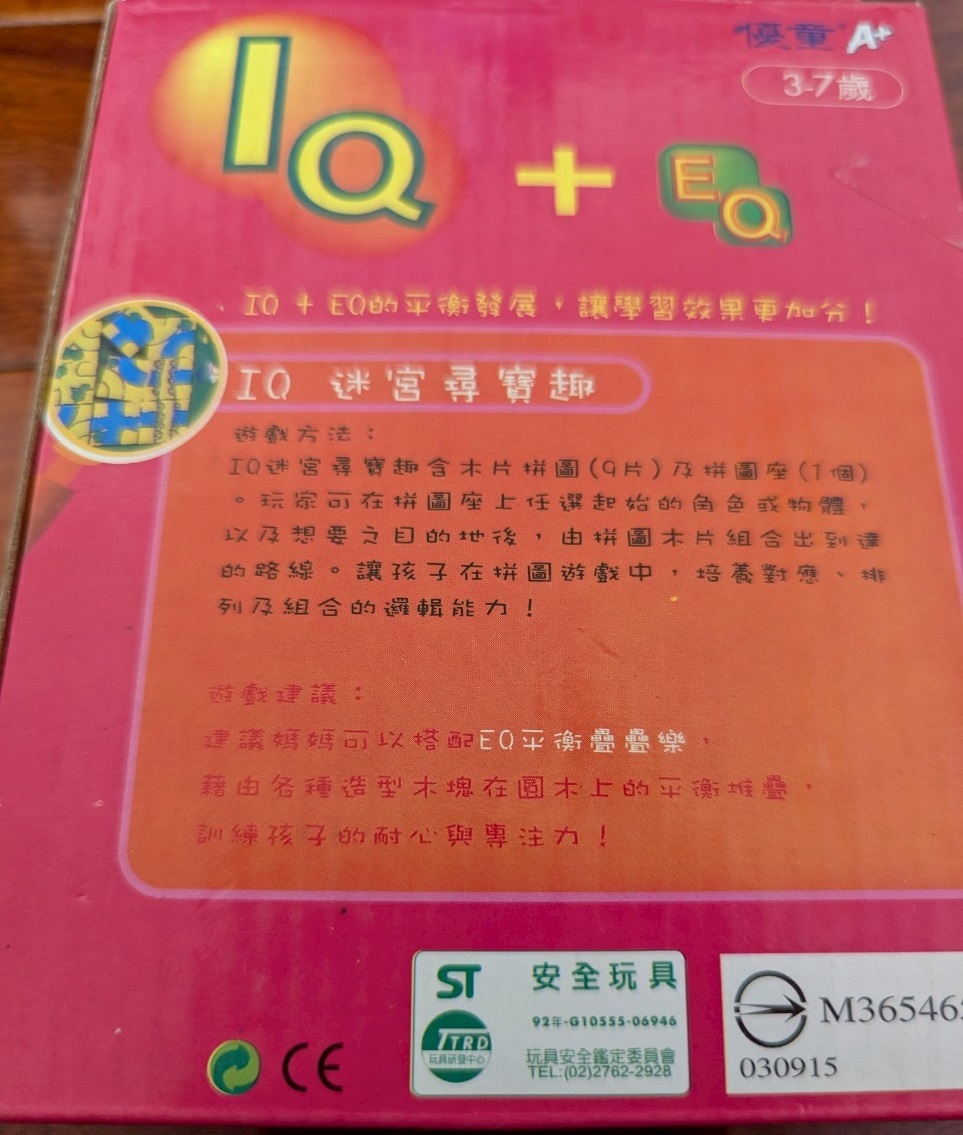 IQ + EQ
優童 A+
3-7歲
IQ + EQ的平衡發展，讓學習效果更加分！
IQ 迷宮尋寶趣
遊戲方法：
IQ迷宮尋寶趣含木片拼圖(9片)及拼圖座(1個)
。玩家可在拼圖座上任選起始的角色或物體，
以及想要之目的地後，由拼圖木片組合出到達
的路線。讓孩子在拼圖遊戲中，培養對應、排
列及組合的邏輯能力！
遊戲建議：
建議媽媽可以搭配EQ平衡疊疊樂，
藉由各種造型木塊在圓木上的平衡堆疊，
訓練孩子的耐心與專注力！
CE
ST 安全玩具
92年-G10555-06946
TTRD
玩具研發中心
玩具安全鑑定委員會
TEL:(02)2762-2928
M36546
030915